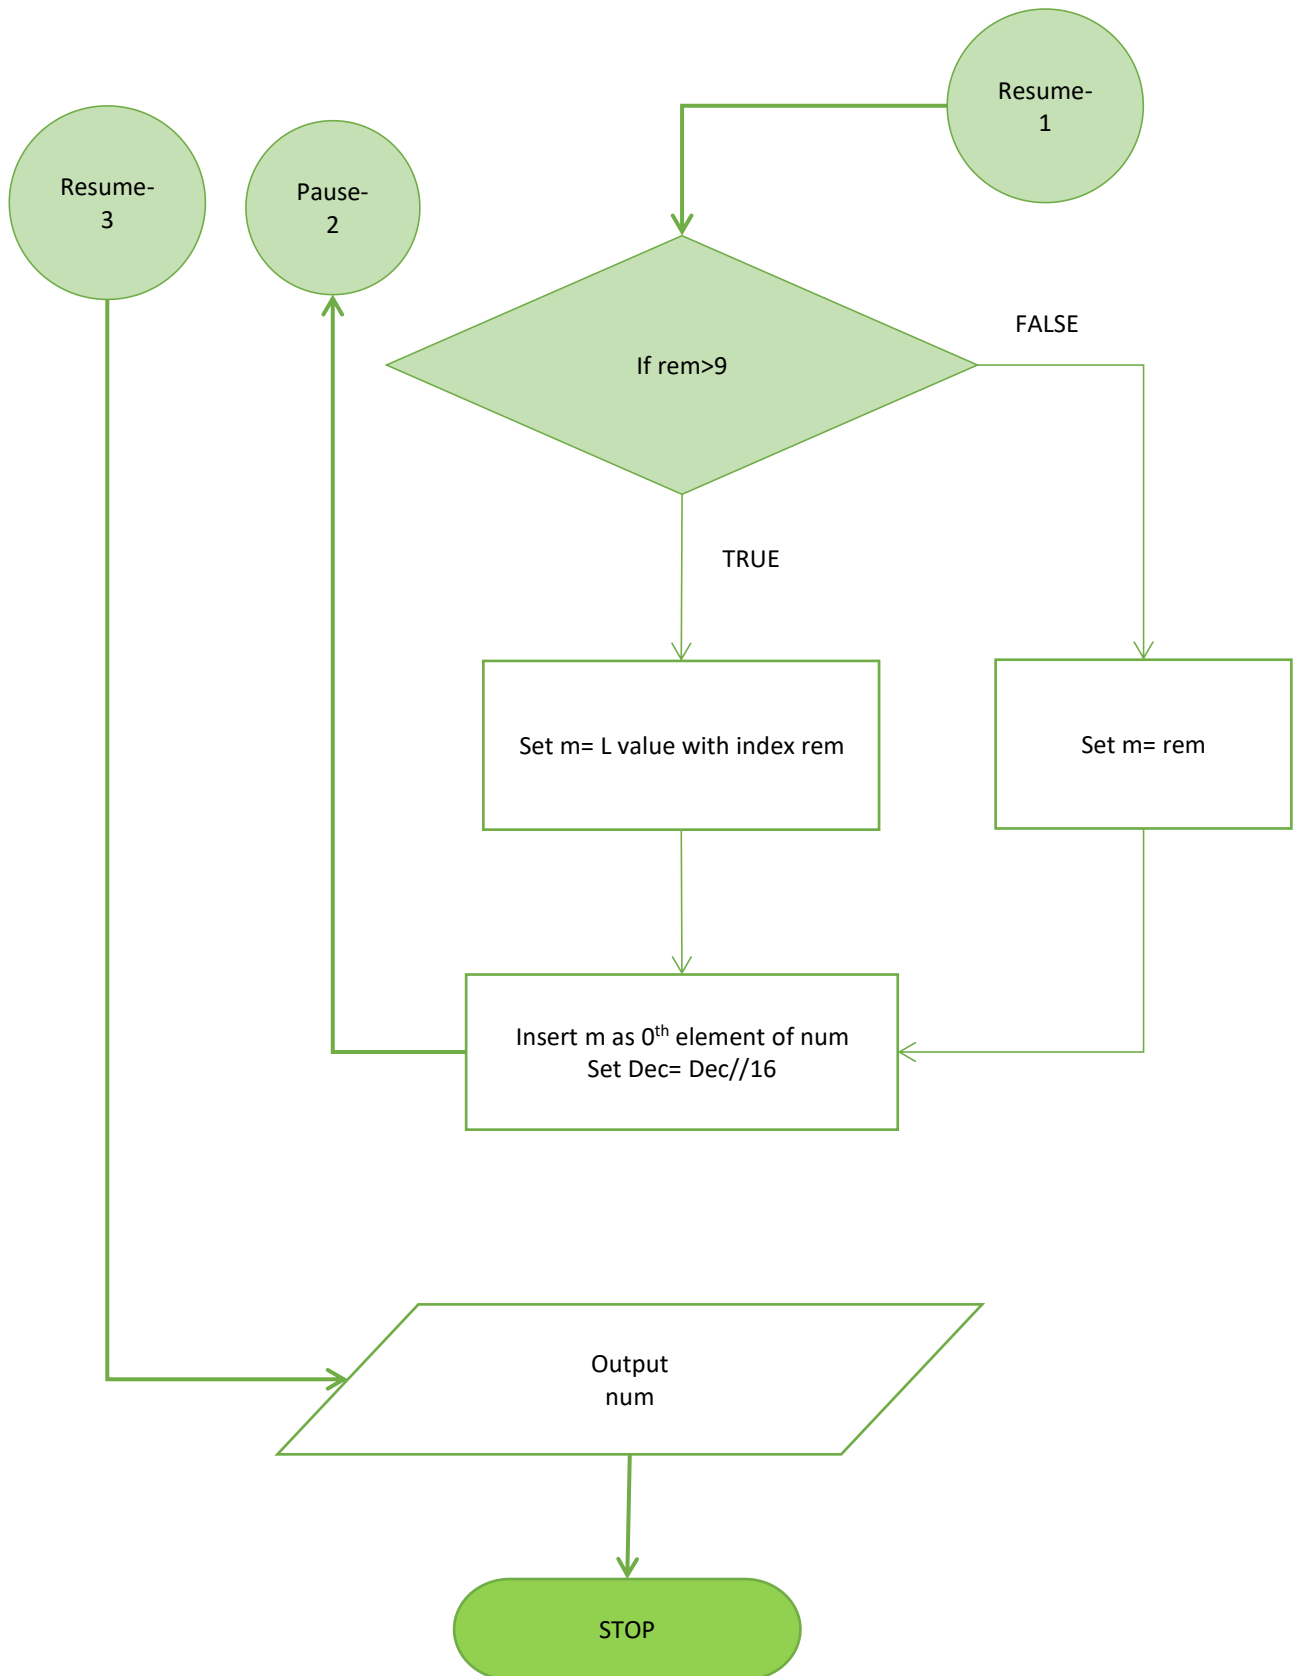 Resume-
1
Resume-
3
Pause-
2
If rem>9
FALSE
TRUE
Set m= L value with index rem
Set m= rem
Insert m as 0th element of num
Set Dec= Dec//16
Output
num
STOP